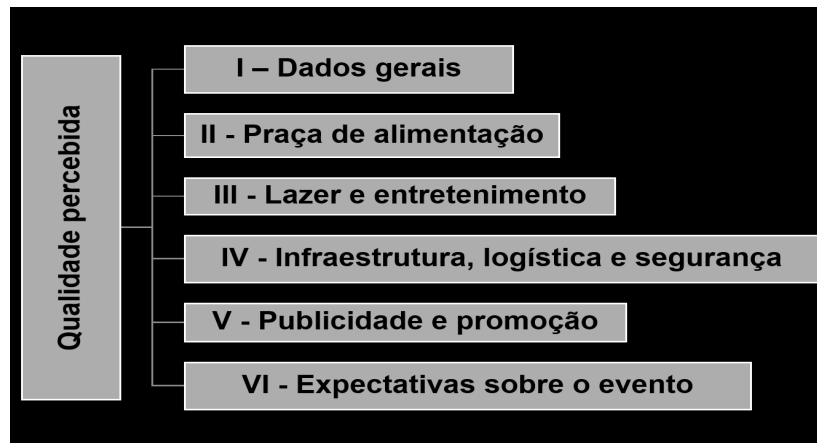 Qualidade percebida
I – Dados gerais
II - Praça de alimentação
III - Lazer e entretenimento
IV - Infraestrutura, logística e segurança
V - Publicidade e promoção
VI - Expectativas sobre o evento